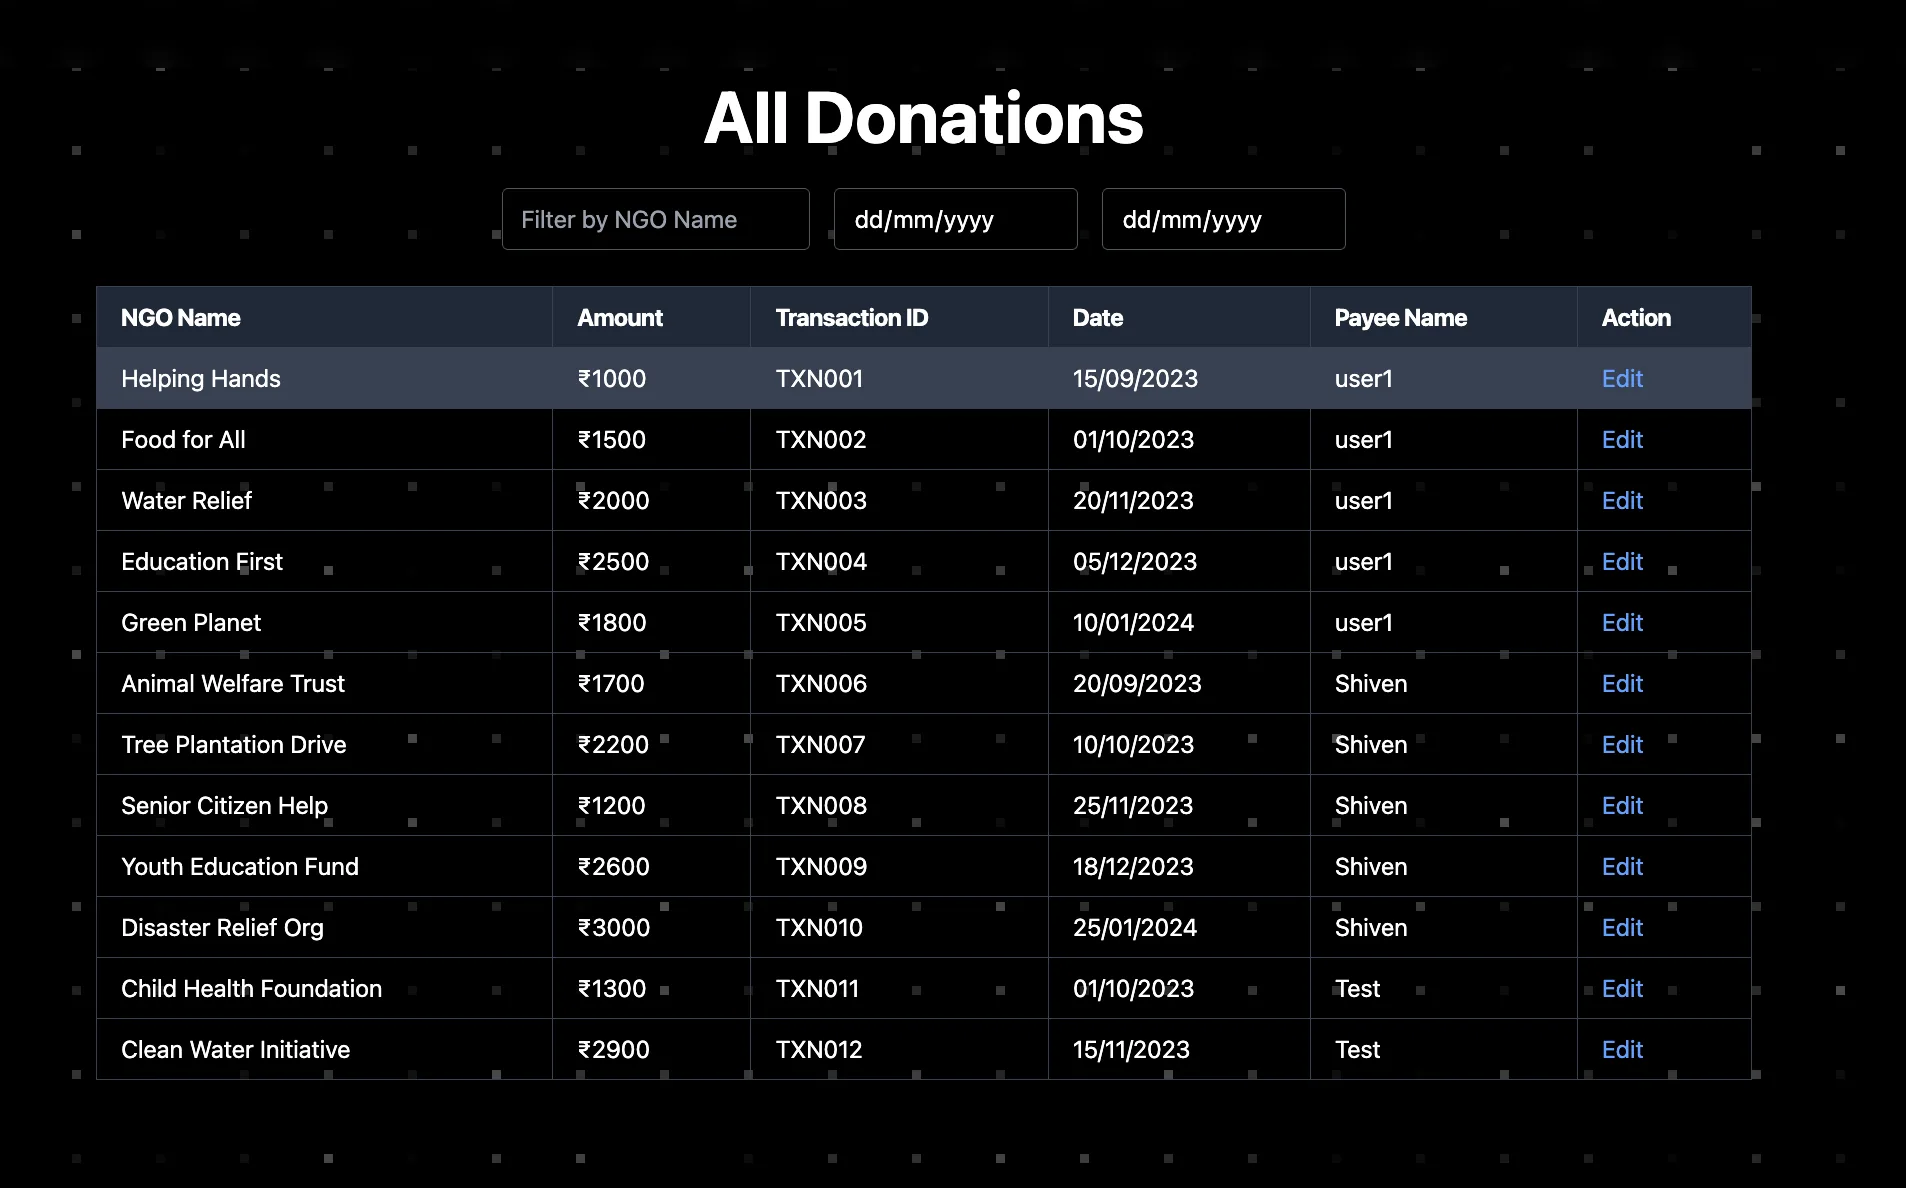 All Donations
Filter by NGO Name dd/mm/yyyy dd/mm/yyyy
NGO Name Amount Transaction ID Date Payee Name Action
Helping Hands ₹1000 TXN001 15/09/2023 user1 Edit
Food for All ₹1500 TXN002 01/10/2023 user1 Edit
Water Relief ₹2000 TXN003 20/11/2023 user1 Edit
Education First ₹2500 TXN004 05/12/2023 user1 Edit
Green Planet ₹1800 TXN005 10/01/2024 user1 Edit
Animal Welfare Trust ₹1700 TXN006 20/09/2023 Shiven Edit
Tree Plantation Drive ₹2200 TXN007 10/10/2023 Shiven Edit
Senior Citizen Help ₹1200 TXN008 25/11/2023 Shiven Edit
Youth Education Fund ₹2600 TXN009 18/12/2023 Shiven Edit
Disaster Relief Org ₹3000 TXN010 25/01/2024 Shiven Edit
Child Health Foundation ₹1300 TXN011 01/10/2023 Test Edit
Clean Water Initiative ₹2900 TXN012 15/11/2023 Test Edit